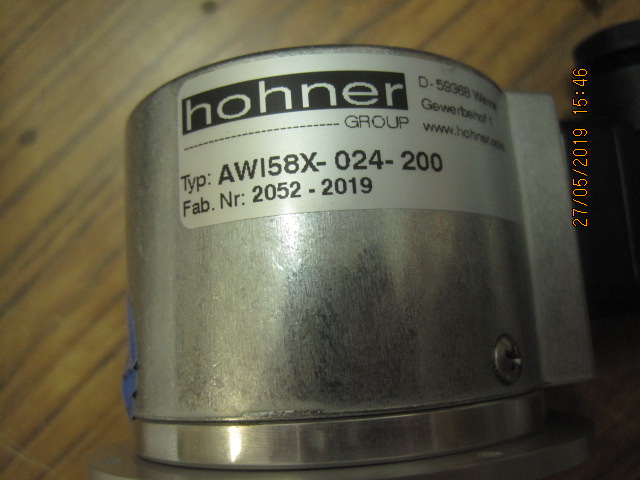 hohner
GROUP
D-59368 Werne
Gewerbehof 1
www.hohner.com
Typ: AWI58X-024-200
Fab. Nr: 2052-2019
27/05/2019 15:46